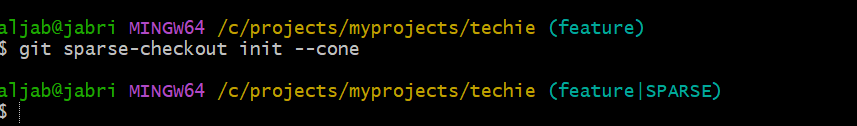 aljab@jabri MINGW64 /c/projects/myprojects/techie (feature)
$ git sparse-checkout init --cone
aljab@jabri MINGW64 /c/projects/myprojects/techie (feature|SPARSE)
$